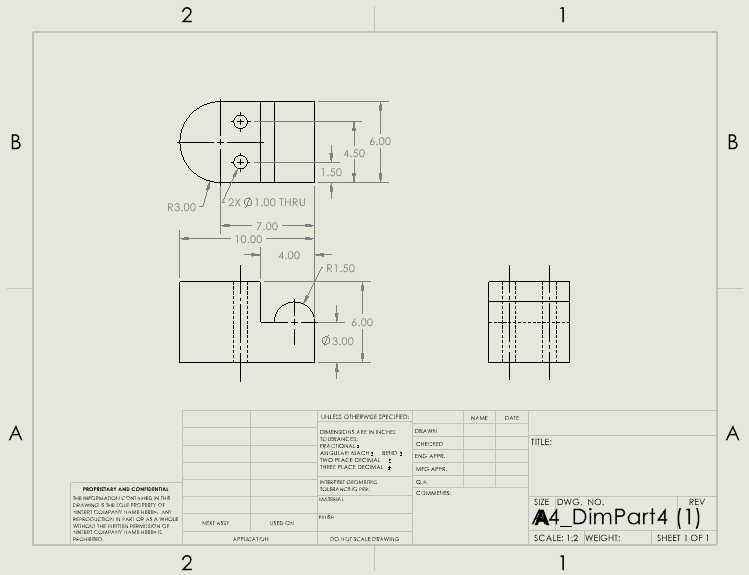 2 1
B B
6.00
4.50
1.50
R3.00
2X Ø1.00 THRU
7.00
10.00
4.00
R1.50
6.00
Ø3.00
A A
UNLESS OTHERWISE SPECIFIED:
NAME DATE
DIMENSIONS ARE IN INCHES
TOLERANCES:
FRACTIONAL ±
ANGULAR: MACH ± BEND ±
TWO PLACE DECIMAL ±
THREE PLACE DECIMAL ±
DRAWN
CHECKED
ENG APPR.
MFG APPR.
TITLE:
INTERPRET GEOMETRIC
TOLERANCING PER:
Q.A.
COMMENTS:
MATERIAL
FINISH
PROPRIETARY AND CONFIDENTIAL
THE INFORMATION CONTAINED IN THIS
DRAWING IS THE SOLE PROPERTY OF
<INSERT COMPANY NAME HERE>. ANY
REPRODUCTION IN PART OR AS A WHOLE
WITHOUT THE WRITTEN PERMISSION OF
<INSERT COMPANY NAME HERE> IS
PROHIBITED.
NEXT ASSY USED ON
APPLICATION
DO NOT SCALE DRAWING
SIZE DWG. NO. REV
A4_DimPart4 (1)
SCALE: 1:2 WEIGHT: SHEET 1 OF 1
2 1